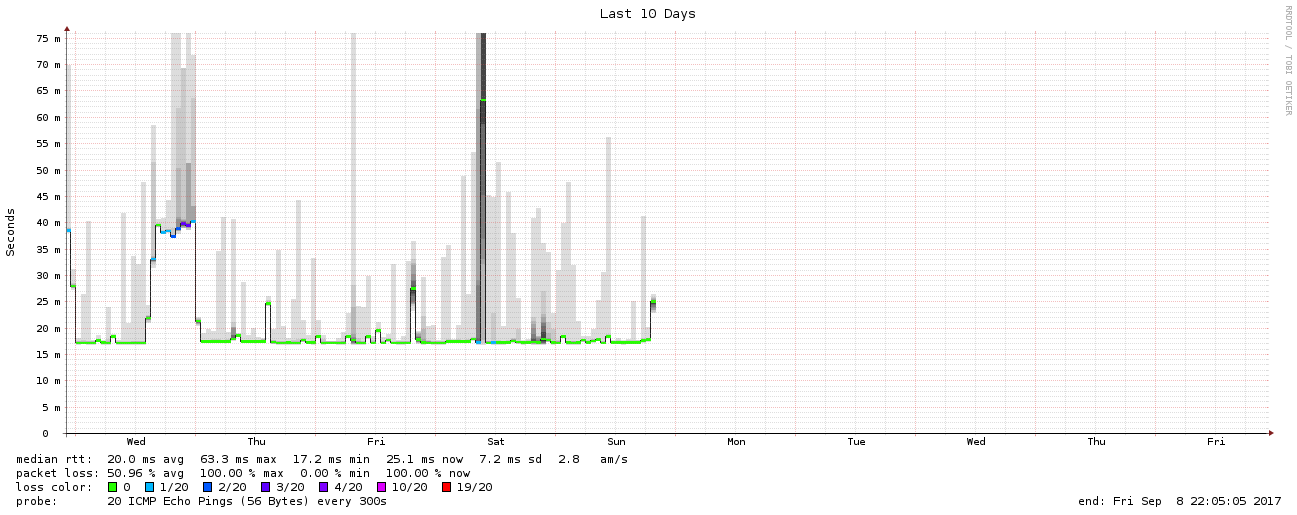 Last 10 Days
RRDTOOL / TOBI OETIKER
Seconds
75 m
70 m
65 m
60 m
55 m
50 m
45 m
40 m
35 m
30 m
25 m
20 m
15 m
10 m
5 m
0
Wed Thu Fri Sat Sun Mon Tue Wed Thu Fri
median rtt: 20.0 ms avg 63.3 ms max 17.2 ms min 25.1 ms now 7.2 ms sd 2.8 am/s
packet loss: 50.96 % avg 100.00 % max 0.00 % min 100.00 % now
loss color: 0 1/20 2/20 3/20 4/20 10/20 19/20
probe: 20 ICMP Echo Pings (56 Bytes) every 300s end: Fri Sep 8 22:05:05 2017